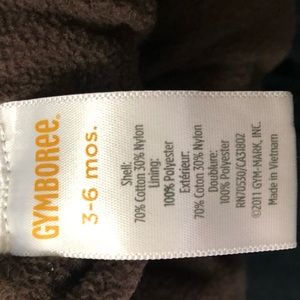 GYMBOREE.
3-6 mos.
Shell:
70% Cotton 30% Nylon
Lining:
100% Polyester
Extérieur:
70% Coton 30% Nylon
Doublure:
100% Polyester
RN70530/CA31802
©2011 GYM-MARK, INC.
Made in Vietnam